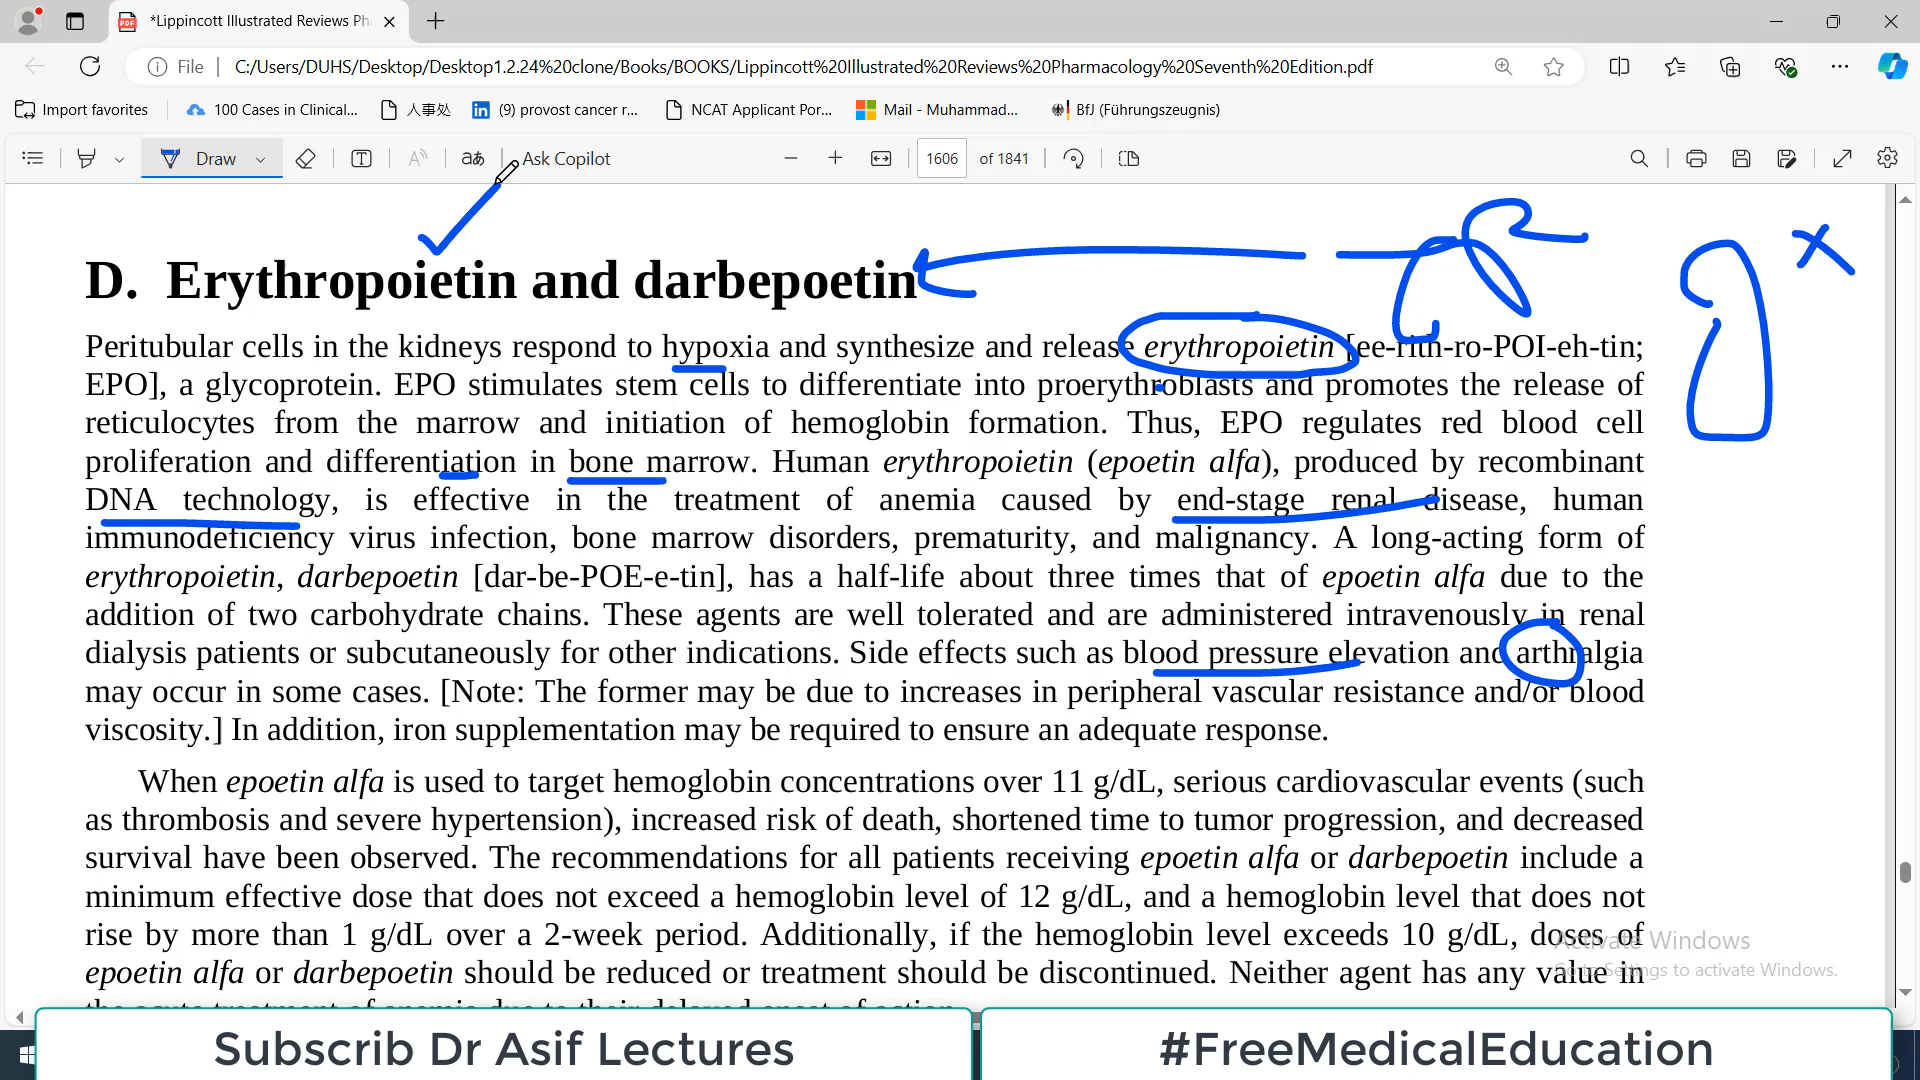 *Lippincott Illustrated Reviews Ph
File
C:/Users/DUHS/Desktop/Desktop1.2.24%20clone/Books/BOOKS/Lippincott%20Illustrated%20Reviews%20Pharmacology%20Seventh%20Edition.pdf
Import favorites
100 Cases in Clinical...
人事处
(9) provost cancer r...
NCAT Applicant Por...
Mail - Muhammad...
BfJ (Führungszeugnis)
Draw
Ask Copilot
1606 of 1841
D. Erythropoietin and darbepoetin
Peritubular cells in the kidneys respond to hypoxia and synthesize and release erythropoietin [ee-rith-ro-POI-eh-tin;
EPO], a glycoprotein. EPO stimulates stem cells to differentiate into proerythroblasts and promotes the release of
reticulocytes from the marrow and initiation of hemoglobin formation. Thus, EPO regulates red blood cell
proliferation and differentiation in bone marrow. Human erythropoietin (epoetin alfa), produced by recombinant
DNA technology, is effective in the treatment of anemia caused by end-stage renal disease, human
immunodeficiency virus infection, bone marrow disorders, prematurity, and malignancy. A long-acting form of
erythropoietin, darbepoetin [dar-be-POE-e-tin], has a half-life about three times that of epoetin alfa due to the
addition of two carbohydrate chains. These agents are well tolerated and are administered intravenously in renal
dialysis patients or subcutaneously for other indications. Side effects such as blood pressure elevation and arthralgia
may occur in some cases. [Note: The former may be due to increases in peripheral vascular resistance and/or blood
viscosity.] In addition, iron supplementation may be required to ensure an adequate response.
When epoetin alfa is used to target hemoglobin concentrations over 11 g/dL, serious cardiovascular events (such
as thrombosis and severe hypertension), increased risk of death, shortened time to tumor progression, and decreased
survival have been observed. The recommendations for all patients receiving epoetin alfa or darbepoetin include a
minimum effective dose that does not exceed a hemoglobin level of 12 g/dL, and a hemoglobin level that does not
rise by more than 1 g/dL over a 2-week period. Additionally, if the hemoglobin level exceeds 10 g/dL, doses of
epoetin alfa or darbepoetin should be reduced or treatment should be discontinued. Neither agent has any value in
the acute treatment of anemia due to their delayed onset of action.
Activate Windows
Go to Settings to activate Windows.
Subscrib Dr Asif Lectures
#FreeMedicalEducation